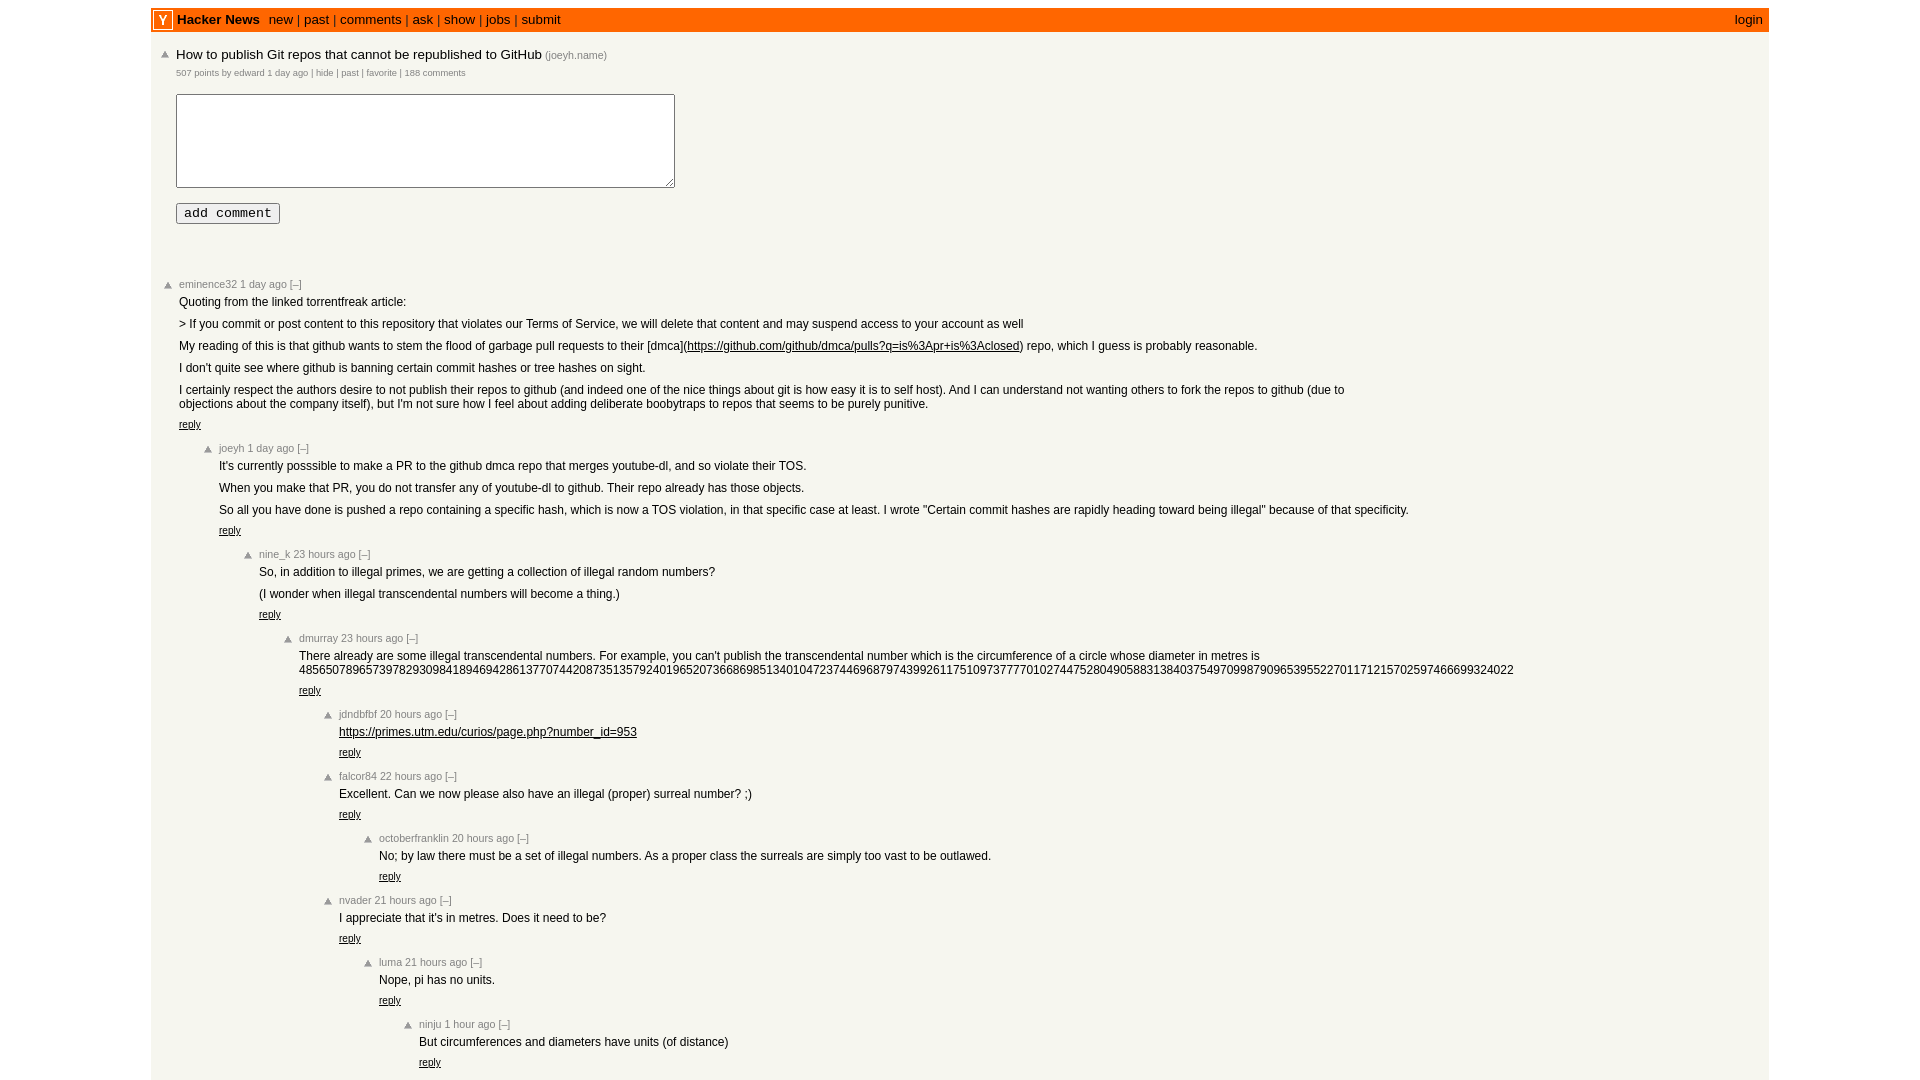 Y Hacker News new | past | comments | ask | show | jobs | submit login
How to publish Git repos that cannot be republished to GitHub (joeyh.name)
507 points by edward 1 day ago | hide | past | favorite | 188 comments
add comment
eminence32 1 day ago [–]
Quoting from the linked torrentfreak article:
> If you commit or post content to this repository that violates our Terms of Service, we will delete that content and may suspend access to your account as well
My reading of this is that github wants to stem the flood of garbage pull requests to their [dmca](https://github.com/github/dmca/pulls?q=is%3Apr+is%3Aclosed) repo, which I guess is probably reasonable.
I don't quite see where github is banning certain commit hashes or tree hashes on sight.
I certainly respect the authors desire to not publish their repos to github (and indeed one of the nice things about git is how easy it is to self host). And I can understand not wanting others to fork the repos to github (due to
objections about the company itself), but I'm not sure how I feel about adding deliberate boobytraps to repos that seems to be purely punitive.
reply
joeyh 1 day ago [–]
It's currently posssible to make a PR to the github dmca repo that merges youtube-dl, and so violate their TOS.
When you make that PR, you do not transfer any of youtube-dl to github. Their repo already has those objects.
So all you have done is pushed a repo containing a specific hash, which is now a TOS violation, in that specific case at least. I wrote "Certain commit hashes are rapidly heading toward being illegal" because of that specificity.
reply
nine_k 23 hours ago [–]
So, in addition to illegal primes, we are getting a collection of illegal random numbers?
(I wonder when illegal transcendental numbers will become a thing.)
reply
dmurray 23 hours ago [–]
There already are some illegal transcendental numbers. For example, you can't publish the transcendental number which is the circumference of a circle whose diameter in metres is
48565078965739782930984189469428613770744208735135792401965207366869851340104723744696879743992611751097377770102744752804905883138403754970998790965395522701171215702597466699324022
reply
jdndbfbf 20 hours ago [–]
https://primes.utm.edu/curios/page.php?number_id=953
reply
falcor84 22 hours ago [–]
Excellent. Can we now please also have an illegal (proper) surreal number? ;)
reply
octoberfranklin 20 hours ago [–]
No; by law there must be a set of illegal numbers. As a proper class the surreals are simply too vast to be outlawed.
reply
nvader 21 hours ago [–]
I appreciate that it's in metres. Does it need to be?
reply
luma 21 hours ago [–]
Nope, pi has no units.
reply
ninju 1 hour ago [–]
But circumferences and diameters have units (of distance)
reply